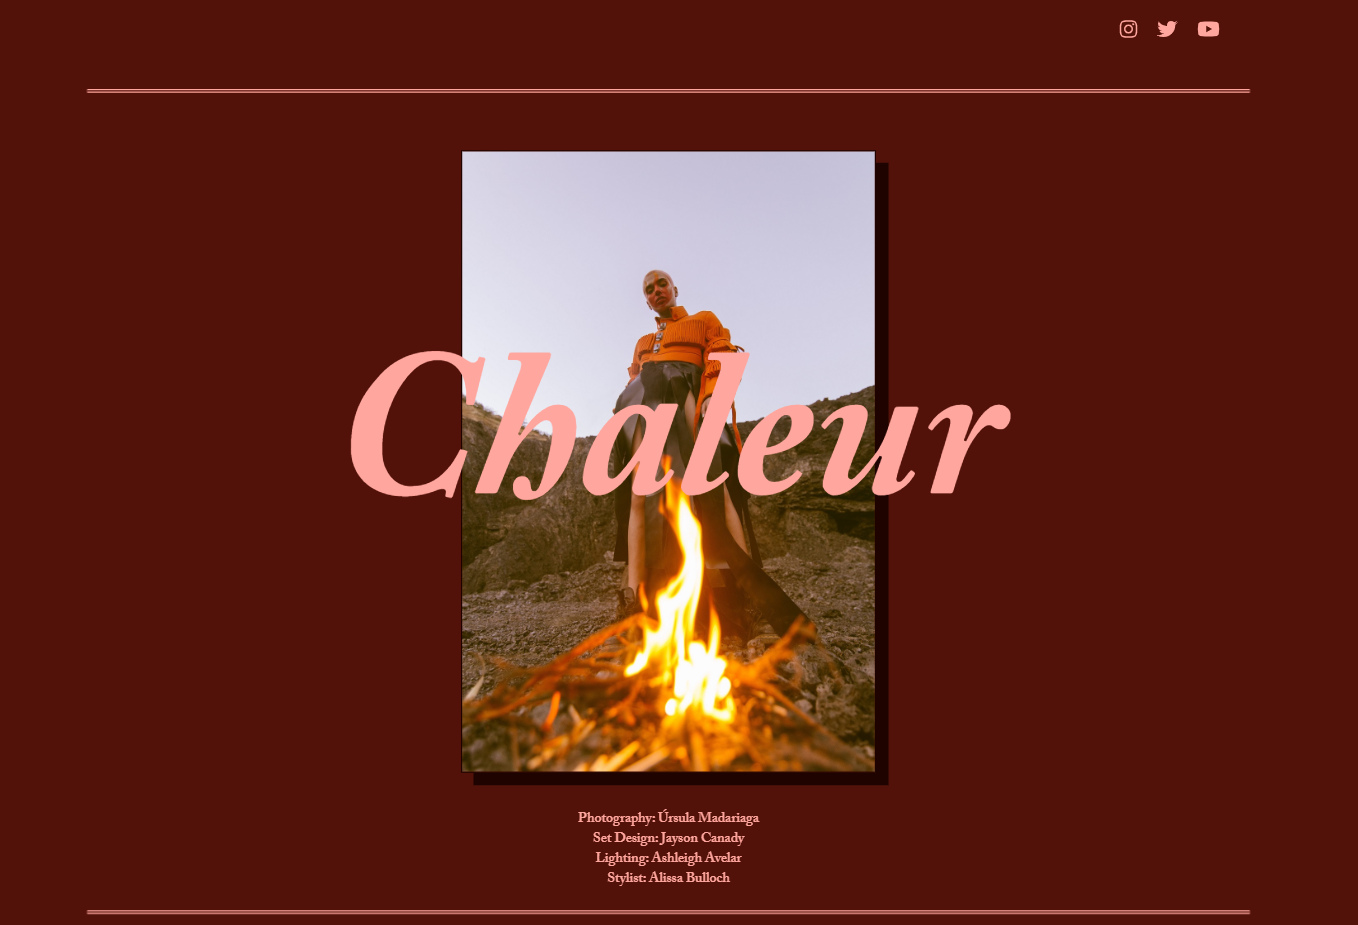 Chaleur
Photography: Úrsula Madariaga
Set Design: Jayson Canady
Lighting: Ashleigh Avelar
Stylist: Alissa Bulloch